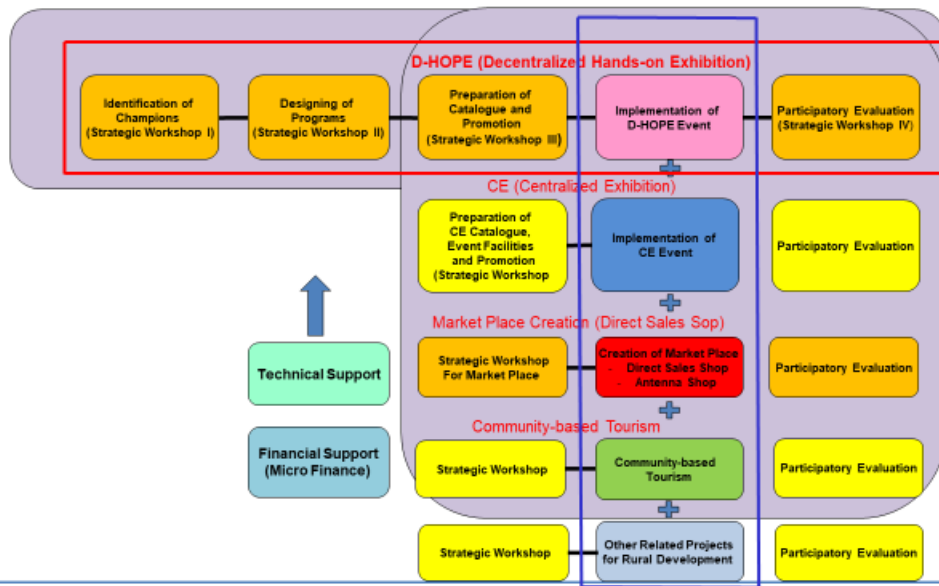 D-HOPE (Decentralized Hands-on Exhibition)
Identification of
Champions
(Strategic Workshop I)
Designing of
Programs
(Strategic Workshop II)
Preparation of
Catalogue and
Promotion
(Strategic Workshop III)
Implementation of
D-HOPE Event
Participatory Evaluation
(Strategic Workshop IV)
CE (Centralized Exhibition)
Preparation of
CE Catalogue,
Event Facilities
and Promotion
(Strategic Workshop
Implementation of
CE Event
Participatory Evaluation
Market Place Creation (Direct Sales Sop)
Technical Support
Strategic Workshop
For Market Place
Creation of Market Place
- Direct Sales Shop
- Antenna Shop
Participatory Evaluation
Community-based Tourism
Financial Support
(Micro Finance)
Strategic Workshop
Community-based
Tourism
Participatory Evaluation
Strategic Workshop
Other Related Projects
for Rural Development
Participatory Evaluation